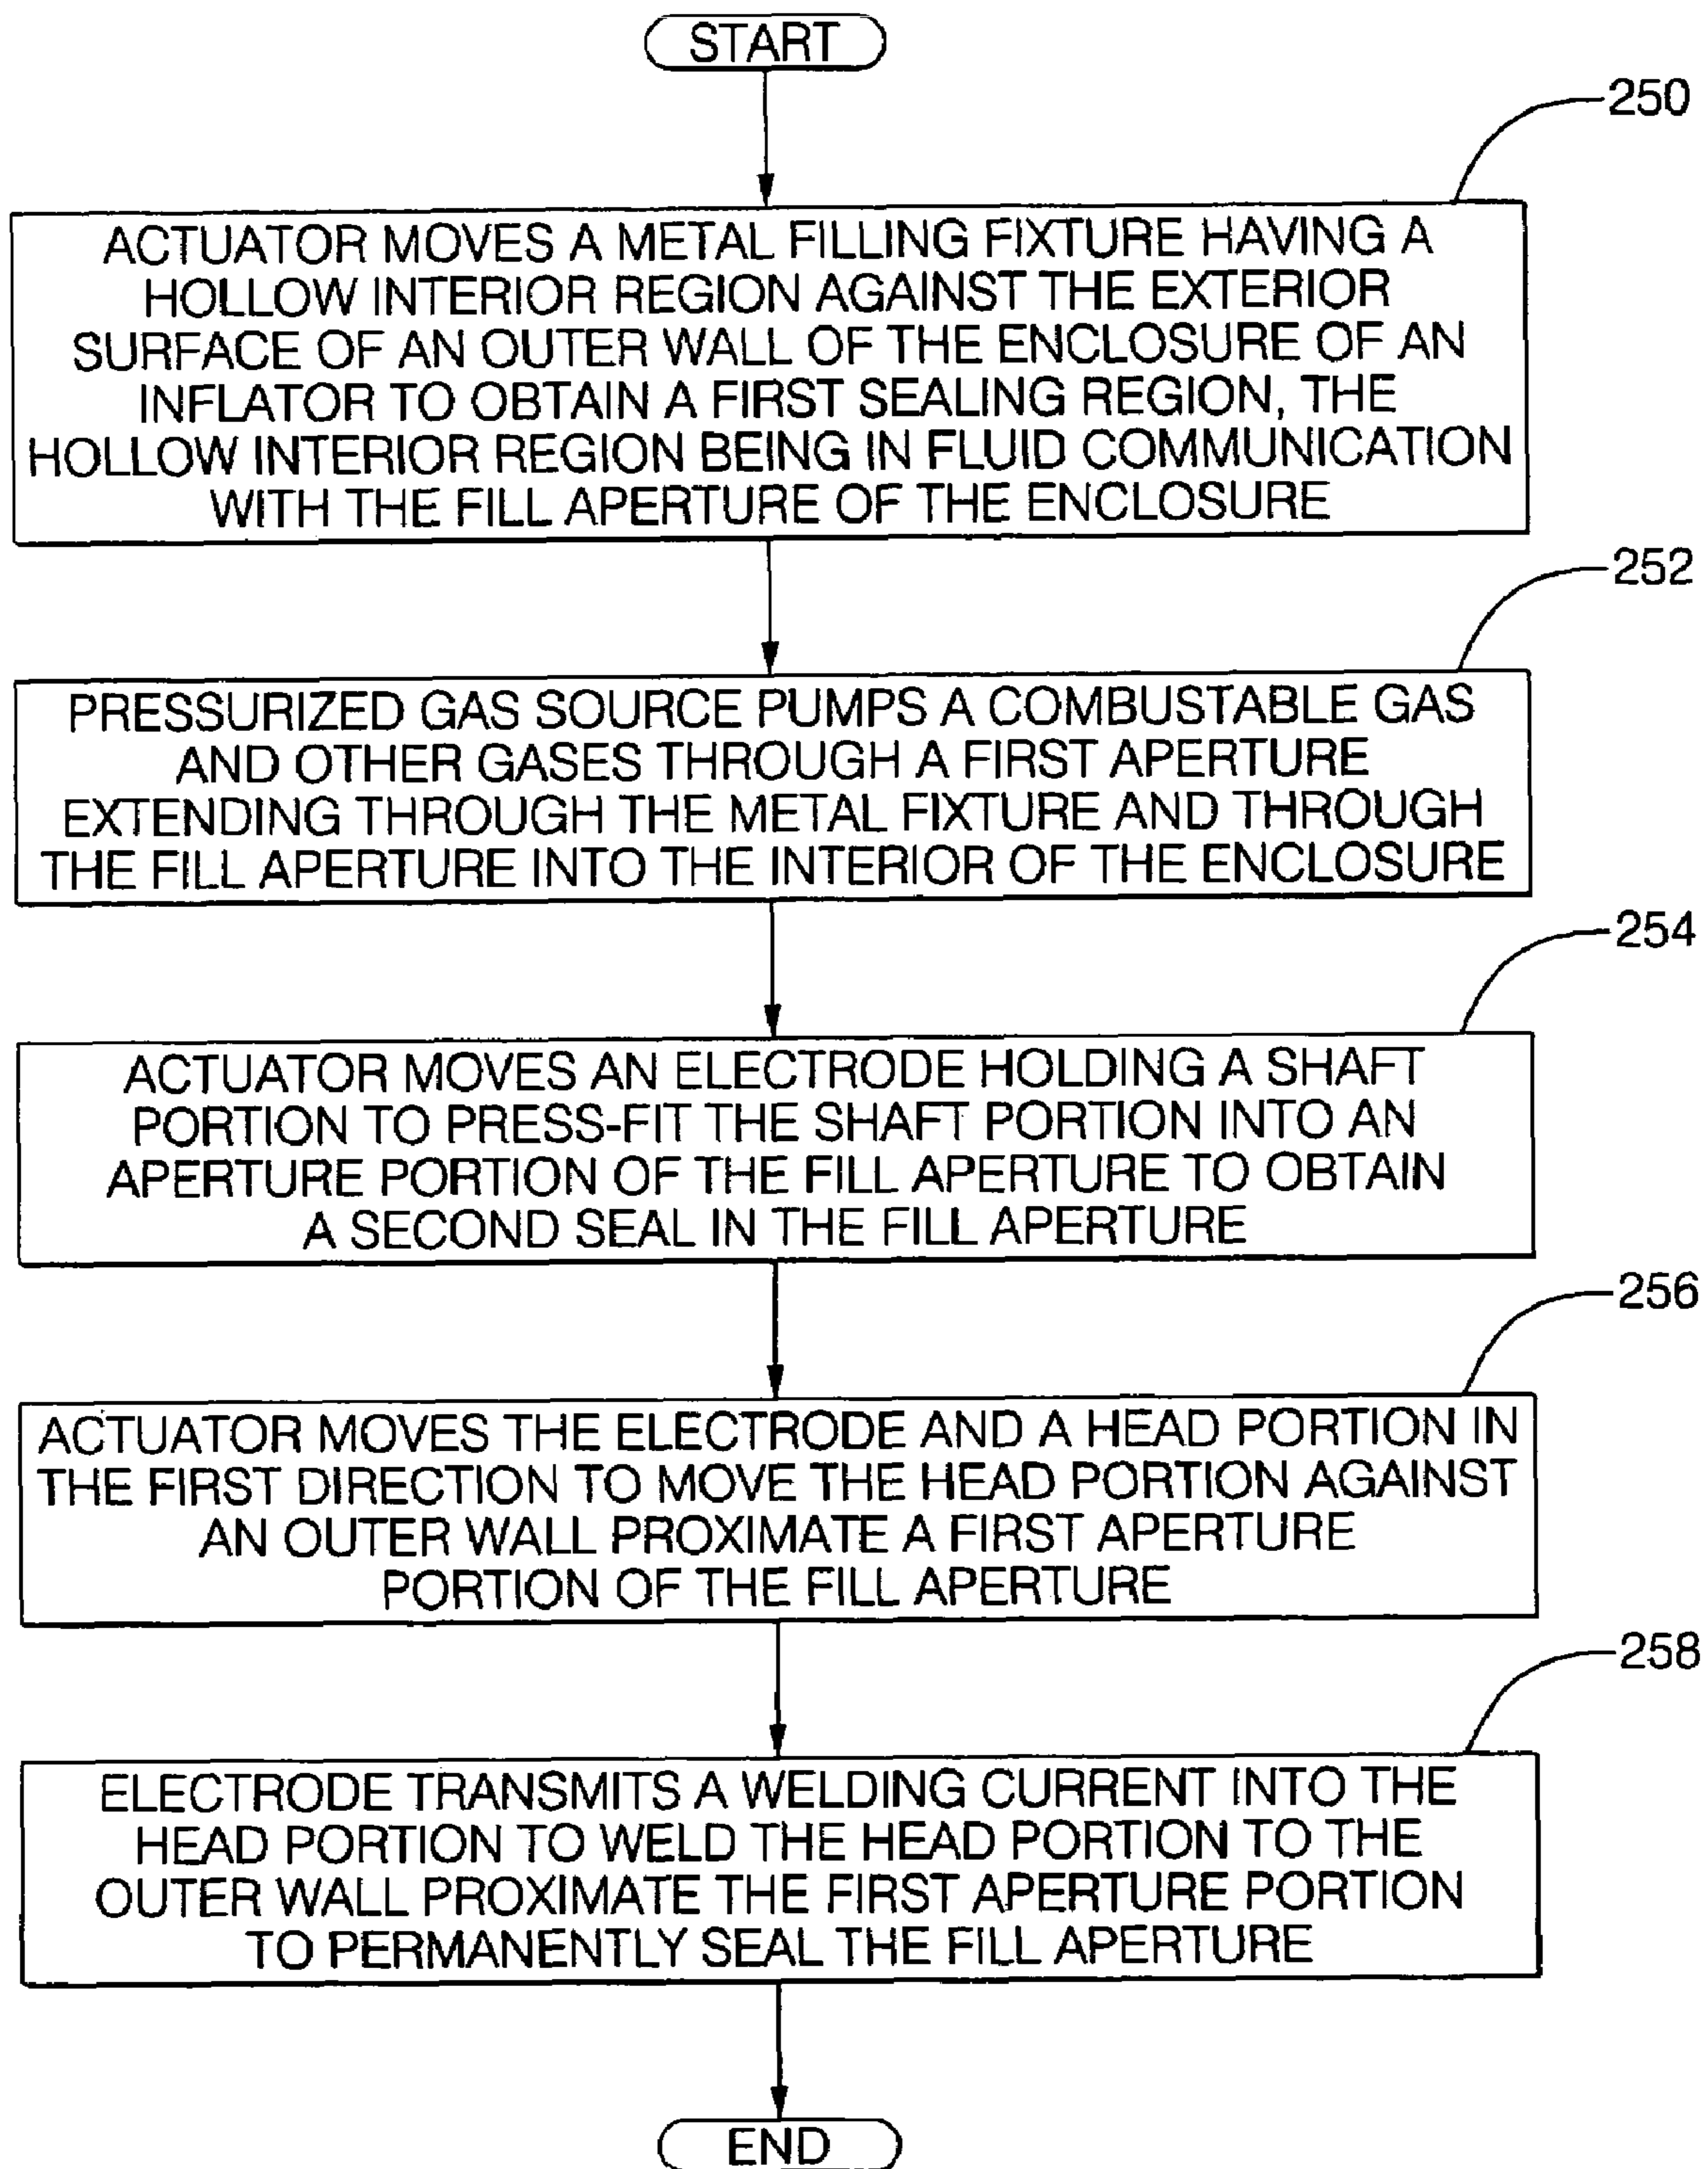 START
250
ACTUATOR MOVES A METAL FILLING FIXTURE HAVING A
HOLLOW INTERIOR REGION AGAINST THE EXTERIOR
SURFACE OF AN OUTER WALL OF THE ENCLOSURE OF AN
INFLATOR TO OBTAIN A FIRST SEALING REGION, THE
HOLLOW INTERIOR REGION BEING IN FLUID COMMUNICATION
WITH THE FILL APERTURE OF THE ENCLOSURE
252
PRESSURIZED GAS SOURCE PUMPS A COMBUSTABLE GAS
AND OTHER GASES THROUGH A FIRST APERTURE
EXTENDING THROUGH THE METAL FIXTURE AND THROUGH
THE FILL APERTURE INTO THE INTERIOR OF THE ENCLOSURE
254
ACTUATOR MOVES AN ELECTRODE HOLDING A SHAFT
PORTION TO PRESS-FIT THE SHAFT PORTION INTO AN
APERTURE PORTION OF THE FILL APERTURE TO OBTAIN
A SECOND SEAL IN THE FILL APERTURE
256
ACTUATOR MOVES THE ELECTRODE AND A HEAD PORTION IN
THE FIRST DIRECTION TO MOVE THE HEAD PORTION AGAINST
AN OUTER WALL PROXIMATE A FIRST APERTURE
PORTION OF THE FILL APERTURE
258
ELECTRODE TRANSMITS A WELDING CURRENT INTO THE
HEAD PORTION TO WELD THE HEAD PORTION TO THE
OUTER WALL PROXIMATE THE FIRST APERTURE PORTION
TO PERMANENTLY SEAL THE FILL APERTURE
END